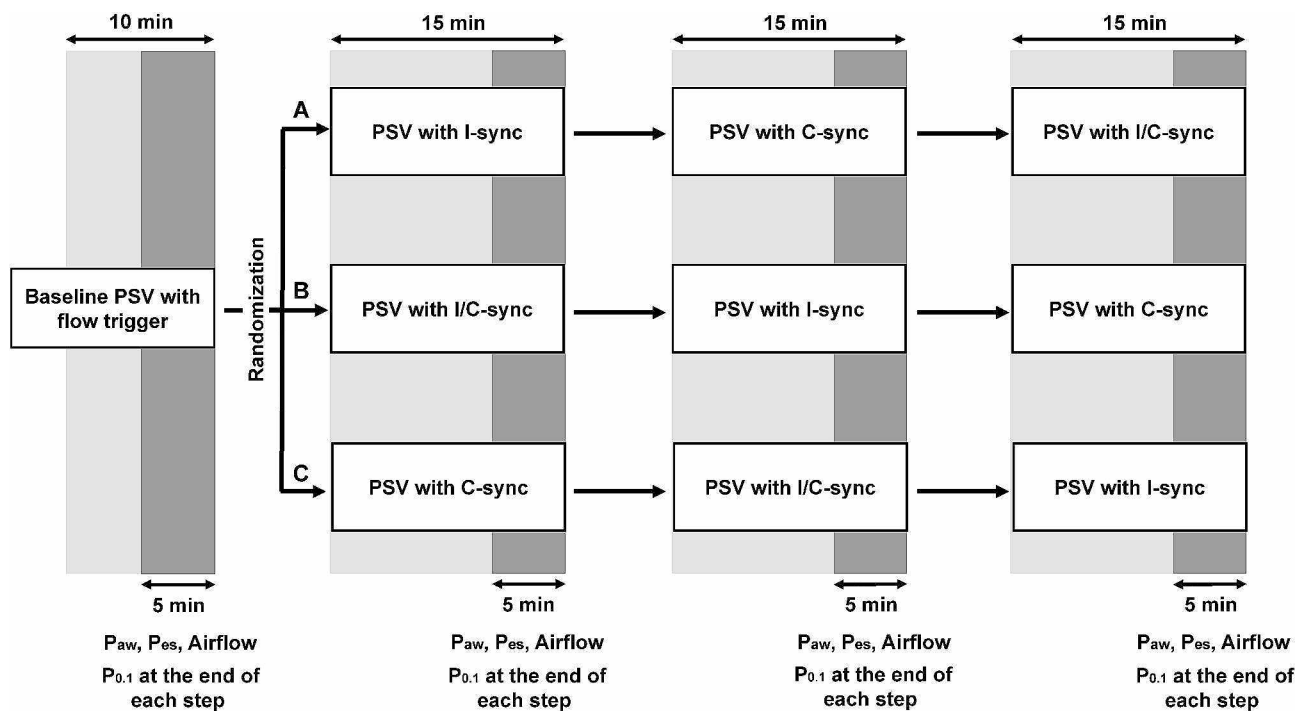 10 min
15 min
15 min
15 min
A
PSV with I-sync
PSV with C-sync
PSV with I/C-sync
Baseline PSV with
flow trigger
Randomization
B
PSV with I/C-sync
PSV with I-sync
PSV with C-sync
C
PSV with C-sync
PSV with I/C-sync
PSV with I-sync
5 min
5 min
5 min
5 min
Paw, Pes, Airflow
Paw, Pes, Airflow
Paw, Pes, Airflow
Paw, Pes, Airflow
P0.1 at the end of
each step
P0.1 at the end of
each step
P0.1 at the end of
each step
P0.1 at the end of
each step